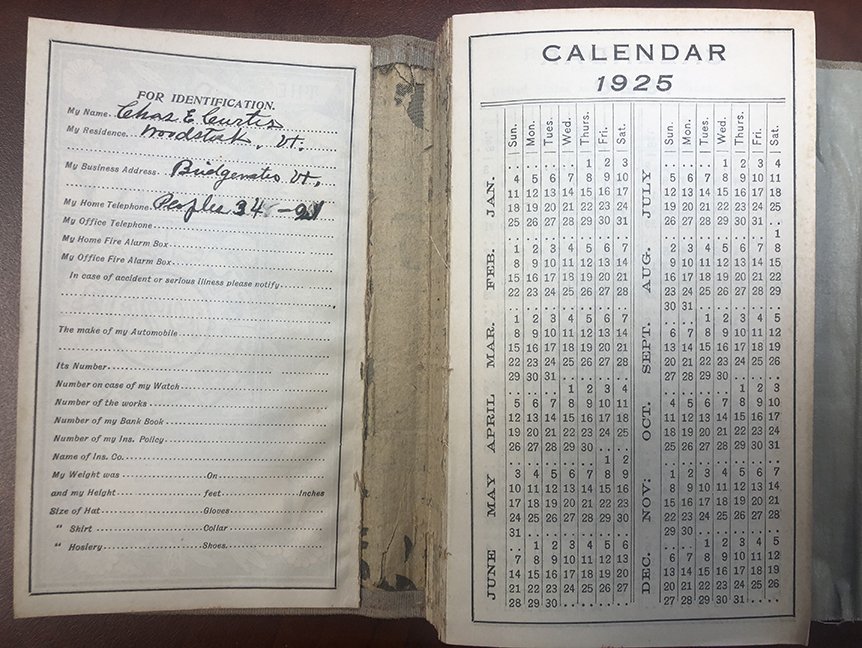 FOR IDENTIFICATION.
My Name. Chas E. Curtis
My Residence. Woodstock, Vt.
My Business Address. Bridgewater Vt.
My Home Telephone. Peoples 34-21
My Office Telephone
My Home Fire Alarm Box
My Office Fire Alarm Box
In case of accident or serious illness please notify
The make of my Automobile
Its Number
Number on case of my Watch
Number of the works
Number of my Bank Book
Number of my Ins. Policy
Name of Ins. Co.
My Weight was On
and my Height feet Inches
Size of Hat Gloves
" Shirt Collar
" Hosiery Shoes
CALENDAR
1925
Sun. Mon. Tues. Wed. Thurs. Fri. Sat.
JAN.
1 2 3
4 5 6 7 8 9 10
11 12 13 14 15 16 17
18 19 20 21 22 23 24
25 26 27 28 29 30 31
FEB.
1 2 3 4 5 6 7
8 9 10 11 12 13 14
15 16 17 18 19 20 21
22 23 24 25 26 27 28
MAR.
1 2 3 4 5 6 7
8 9 10 11 12 13 14
15 16 17 18 19 20 21
22 23 24 25 26 27 28
29 30 31
APRIL
1 2 3 4
5 6 7 8 9 10 11
12 13 14 15 16 17 18
19 20 21 22 23 24 25
26 27 28 29 30
MAY
1 2
3 4 5 6 7 8 9
10 11 12 13 14 15 16
17 18 19 20 21 22 23
24 25 26 27 28 29 30
31
JUNE
1 2 3 4 5 6
7 8 9 10 11 12 13
14 15 16 17 18 19 20
21 22 23 24 25 26 27
28 29 30
Sun. Mon. Tues. Wed. Thurs. Fri. Sat.
JULY
1 2 3 4
5 6 7 8 9 10 11
12 13 14 15 16 17 18
19 20 21 22 23 24 25
26 27 28 29 30 31
AUG.
1
2 3 4 5 6 7 8
9 10 11 12 13 14 15
16 17 18 19 20 21 22
23 24 25 26 27 28 29
30 31
SEPT.
1 2 3 4 5
6 7 8 9 10 11 12
13 14 15 16 17 18 19
20 21 22 23 24 25 26
27 28 29 30
OCT.
1 2 3
4 5 6 7 8 9 10
11 12 13 14 15 16 17
18 19 20 21 22 23 24
25 26 27 28 29 30 31
NOV.
1 2 3 4 5 6 7
8 9 10 11 12 13 14
15 16 17 18 19 20 21
22 23 24 25 26 27 28
29 30
DEC.
1 2 3 4 5
6 7 8 9 10 11 12
13 14 15 16 17 18 19
20 21 22 23 24 25 26
27 28 29 30 31